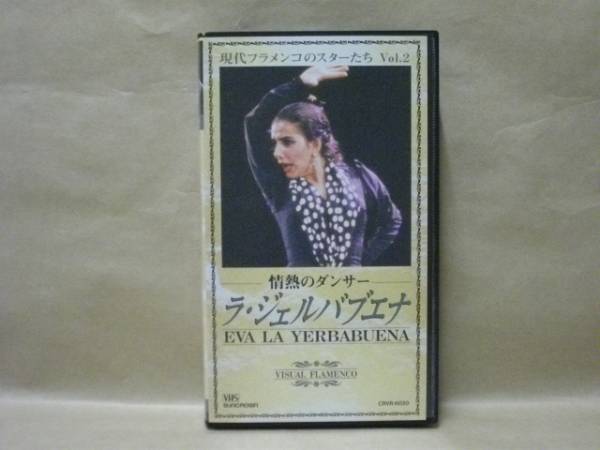 現代フラメンコのスターたち Vol.2
情熱のダンサー
ラ・ジェルバブエナ
EVA LA YERBABUENA
VISUAL FLAMENCO
VHS
SUNCROWN